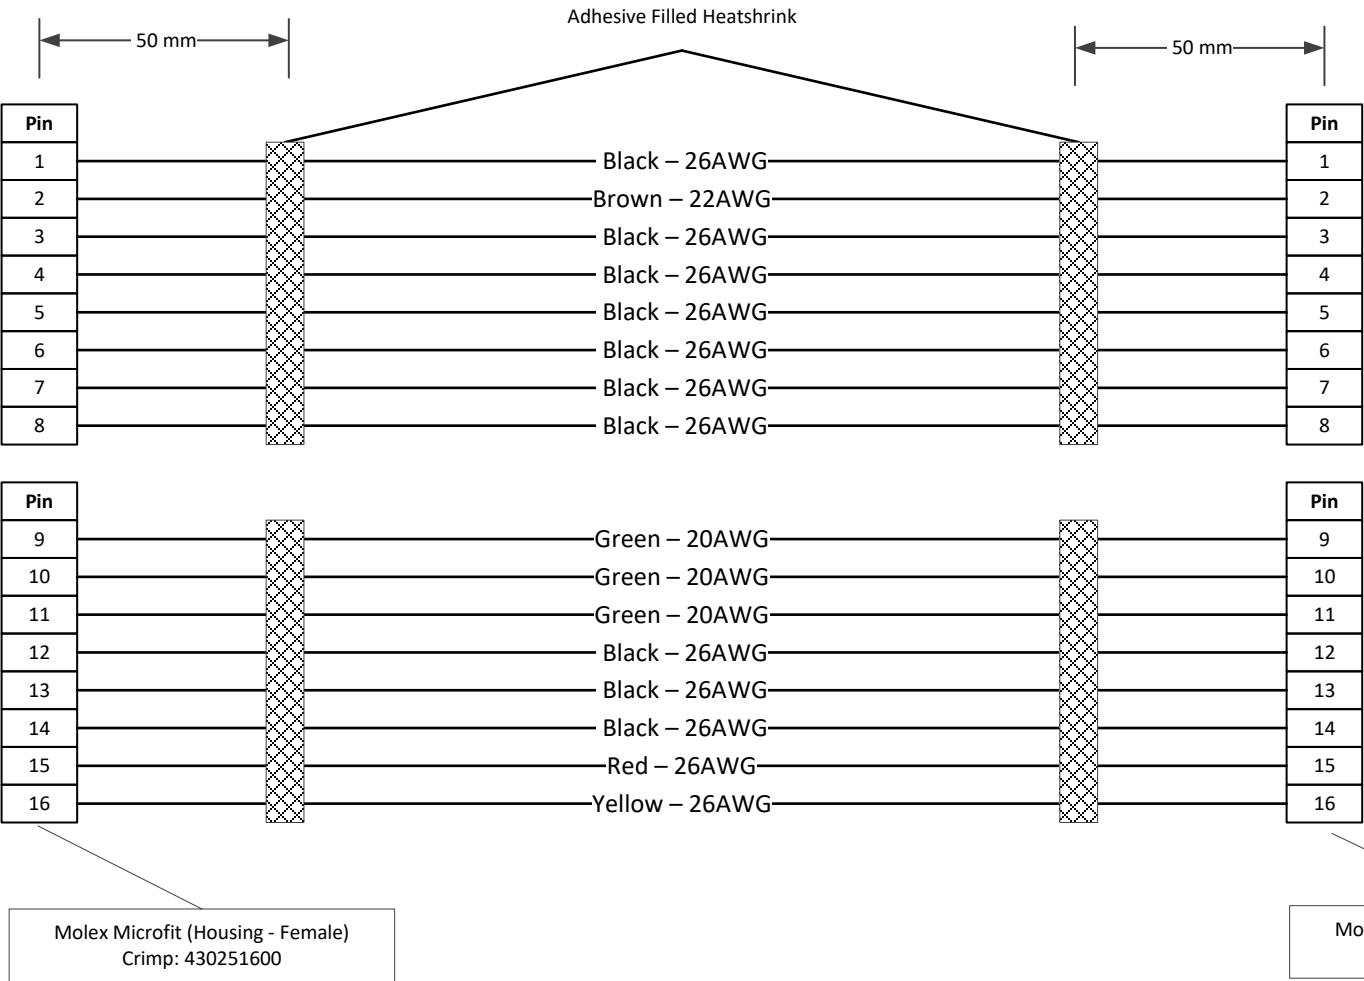 Adhesive Filled Heatshrink
50 mm
50 mm
Pin
Pin
1 Black – 26AWG 1
2 Brown – 22AWG 2
3 Black – 26AWG 3
4 Black – 26AWG 4
5 Black – 26AWG 5
6 Black – 26AWG 6
7 Black – 26AWG 7
8 Black – 26AWG 8
Pin
Pin
9 Green – 20AWG 9
10 Green – 20AWG 10
11 Green – 20AWG 11
12 Black – 26AWG 12
13 Black – 26AWG 13
14 Black – 26AWG 14
15 Red – 26AWG 15
16 Yellow – 26AWG 16
Molex Microfit (Housing - Female)
Crimp: 430251600